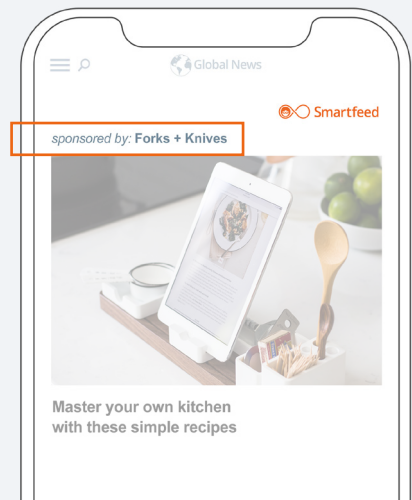 Global News
Smartfeed
sponsored by: Forks + Knives
Master your own kitchen
with these simple recipes